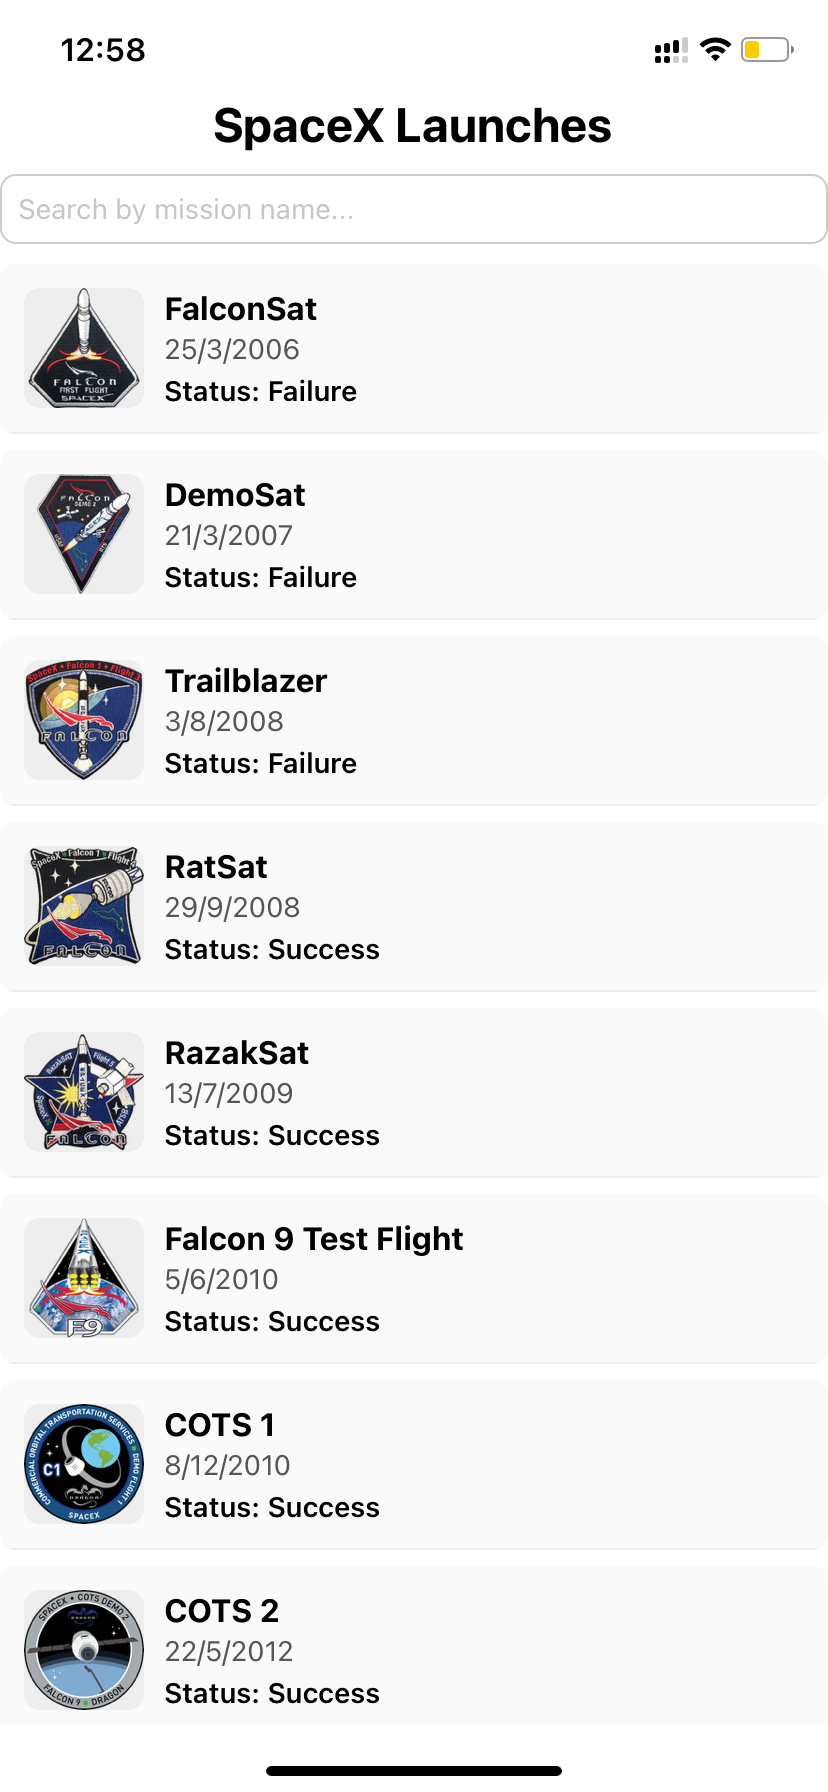 12:58
SpaceX Launches
Search by mission name...
FALCON
FIRST FLIGHT
SPACEX
FalconSat
25/3/2006
Status: Failure
FALCON
DEMO 2
SPACEX
DemoSat
21/3/2007
Status: Failure
SpaceX • Falcon 1 • Flight 3
FALCON
Trailblazer
3/8/2008
Status: Failure
SpaceX Falcon 1 Flight
FALCON
RatSat
29/9/2008
Status: Success
RazakSAT Flight 5
SpaceX ATSB
FALCON
RazakSat
13/7/2009
Status: Success
F9
Falcon 9 Test Flight
5/6/2010
Status: Success
COMMERCIAL ORBITAL TRANSPORTATION SERVICES • DEMO FLIGHT 1
C1
DRAGON
SPACEX
COTS 1
8/12/2010
Status: Success
SPACEX • COTS DEMO 2
DRAGON
FALCON 9 • DRAGON
COTS 2
22/5/2012
Status: Success